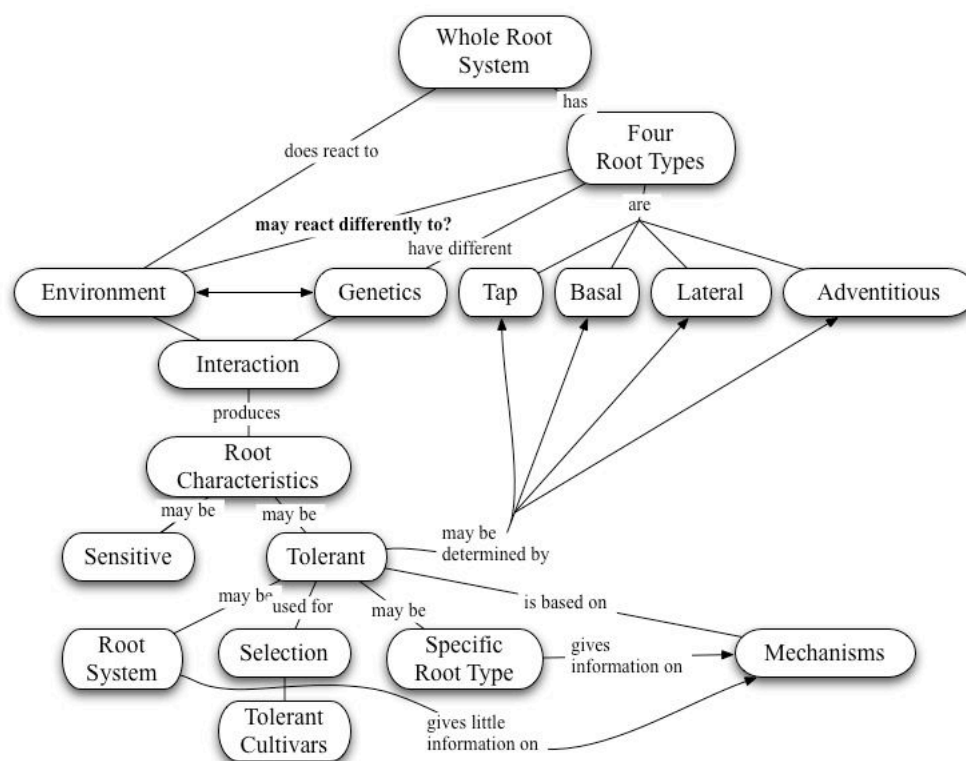 Whole Root
System
has
Four
Root Types
does react to
are
may react differently to?
have different
Environment
Genetics
Tap
Basal
Lateral
Adventitious
Interaction
produces
Root
Characteristics
may be
may be
may be
determined by
Sensitive
Tolerant
may be
used for
may be
is based on
Root
System
Selection
Specific
Root Type
gives
information on
Mechanisms
Tolerant
Cultivars
gives little
information on